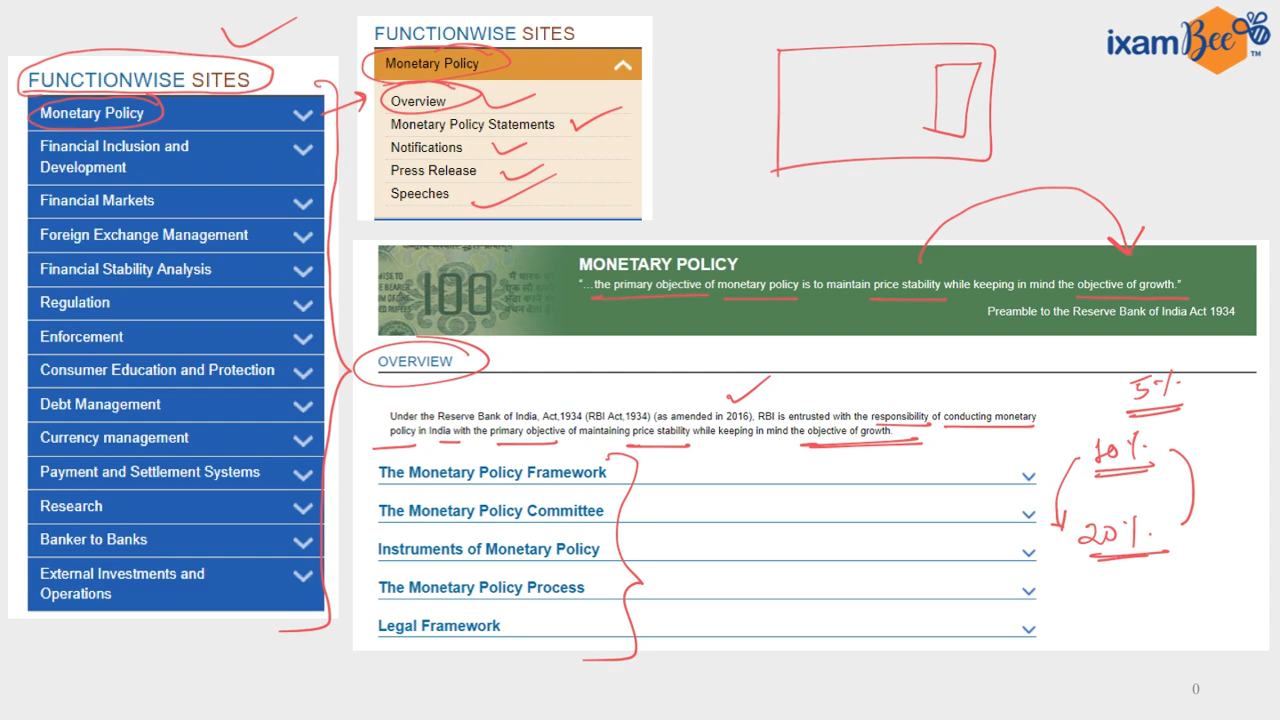 ixamBee™
FUNCTIONWISE SITES
Monetary Policy
Financial Inclusion and
Development
Financial Markets
Foreign Exchange Management
Financial Stability Analysis
Regulation
Enforcement
Consumer Education and Protection
Debt Management
Currency management
Payment and Settlement Systems
Research
Banker to Banks
External Investments and
Operations
FUNCTIONWISE SITES
Monetary Policy
Overview
Monetary Policy Statements
Notifications
Press Release
Speeches
100
MONETARY POLICY
“…the primary objective of monetary policy is to maintain price stability while keeping in mind the objective of growth.”
Preamble to the Reserve Bank of India Act 1934
OVERVIEW
Under the Reserve Bank of India, Act,1934 (RBI Act,1934) (as amended in 2016), RBI is entrusted with the responsibility of conducting monetary
policy in India with the primary objective of maintaining price stability while keeping in mind the objective of growth.
The Monetary Policy Framework
The Monetary Policy Committee
Instruments of Monetary Policy
The Monetary Policy Process
Legal Framework
5%
10%
20%
0